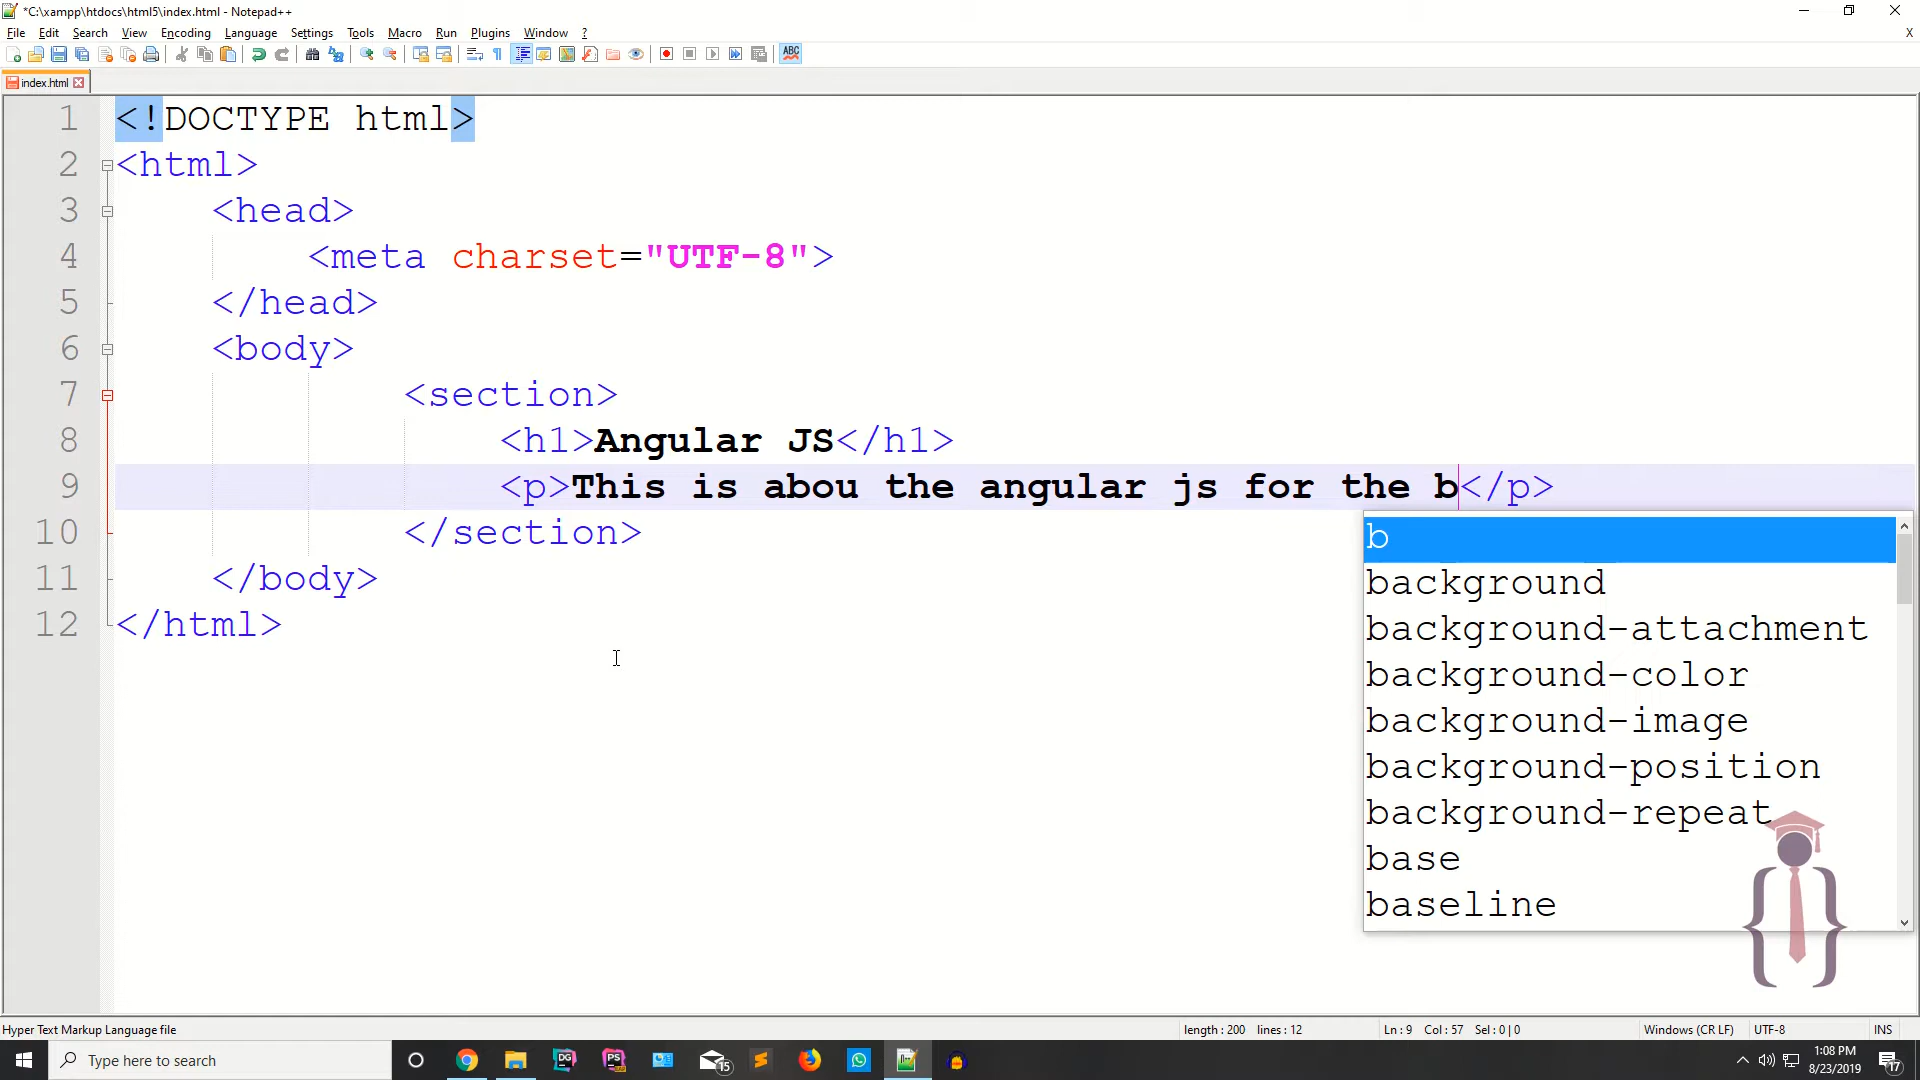 *C:\xampp\htdocs\html5\index.html - Notepad++
File Edit Search View Encoding Language Settings Tools Macro Run Plugins Window ? X
ABC
index.html
1 <!DOCTYPE html>
2 <html>
3 <head>
4 <meta charset="UTF-8">
5 </head>
6 <body>
7 <section>
8 <h1>Angular JS</h1>
9 <p>This is abou the angular js for the b</p>
10 </section>
11 </body>
12 </html>
b
background
background-attachment
background-color
background-image
background-position
background-repeat
base
baseline
Hyper Text Markup Language file length : 200 lines : 12 Ln : 9 Col : 57 Sel : 0 | 0 Windows (CR LF) UTF-8 INS
Type here to search DG PS 15 1:08 PM
8/23/2019 17